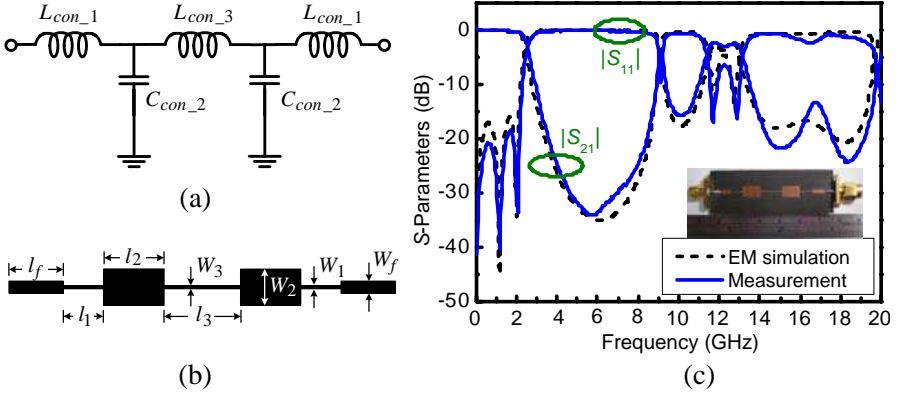 L_con_1 L_con_3 L_con_1
C_con_2 C_con_2
(a)
l_f l_2 W_3 W_2 W_1 W_f
l_1 l_3
(b)
S-Parameters (dB)
0
-10
-20
-30
-40
-50
|S_11|
|S_21|
EM simulation
Measurement
0 2 4 6 8 10 12 14 16 18 20
Frequency (GHz)
(c)